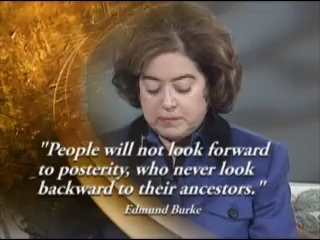 "People will not look forward
to posterity, who never look
backward to their ancestors."
Edmund Burke